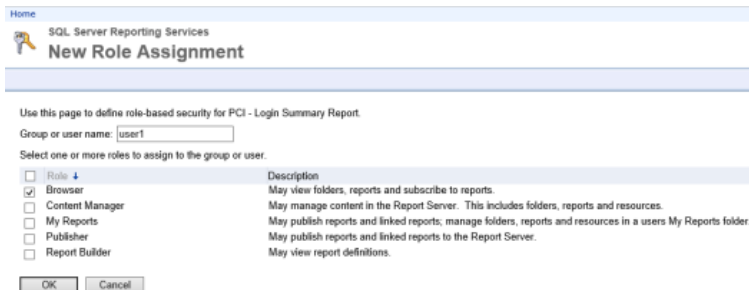 Home
SQL Server Reporting Services
New Role Assignment
Use this page to define role-based security for PCI - Login Summary Report.
Group or user name: user1
Select one or more roles to assign to the group or user.
Role ↓ Description
Browser May view folders, reports and subscribe to reports.
Content Manager May manage content in the Report Server. This includes folders, reports and resources.
My Reports May publish reports and linked reports; manage folders, reports and resources in a users My Reports folder
Publisher May publish reports and linked reports to the Report Server.
Report Builder May view report definitions.
OK Cancel